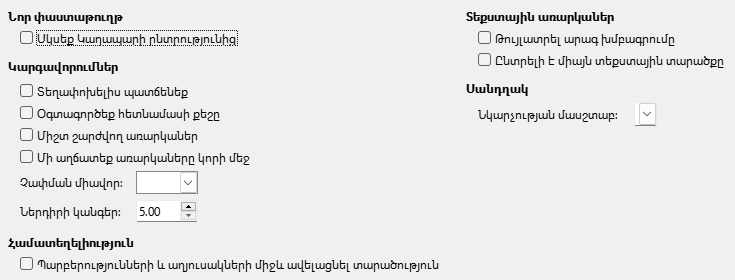 Նոր փաստաթուղթ
Սկսեք Կաղապարի ընտրությունից
Կարգավորումներ
Տեղափոխելիս պատճենեք
Օգտագործեք հետնամասի քեշը
Միշտ շարժվող առարկաներ
Մի աղճատեք առարկաները կորի մեջ
Չափման միավոր:
Ներդիրի կանգեր: 5.00
Համատեղելիություն
Պարբերությունների և աղյուսակների միջև ավելացնել տարածություն
Տեքստային առարկաներ
Թույլատրել արագ խմբագրումը
Ընտրելի է միայն տեքստային տարածքը
Սանդղակ
Նկարչության մասշտաբ: